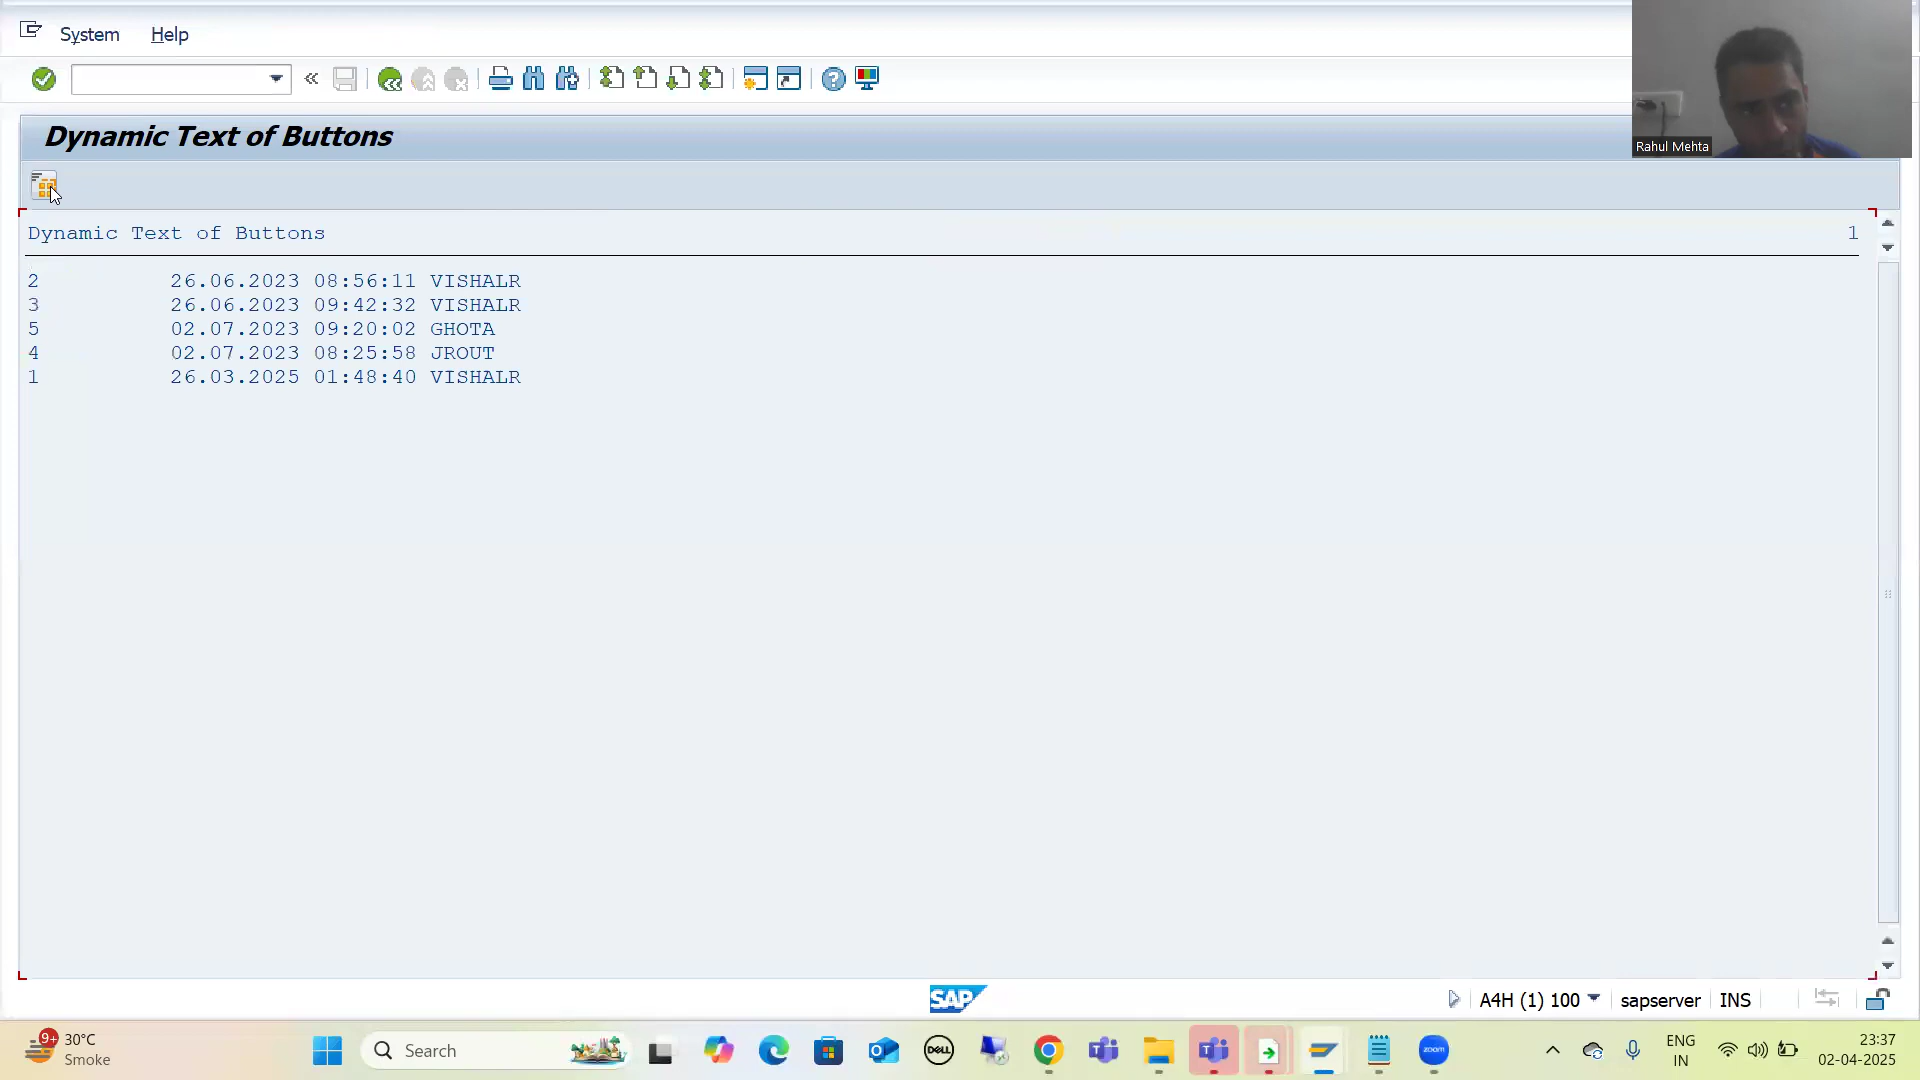 System Help
Rahul Mehta
Dynamic Text of Buttons
Dynamic Text of Buttons 1
2 26.06.2023 08:56:11 VISHALR
3 26.06.2023 09:42:32 VISHALR
5 02.07.2023 09:20:02 GHOTA
4 02.07.2023 08:25:58 JROUT
1 26.03.2025 01:48:40 VISHALR
SAP
A4H (1) 100 sapserver INS
9+
30°C
Smoke
Search
DELL
zoom
ENG
IN
23:37
02-04-2025